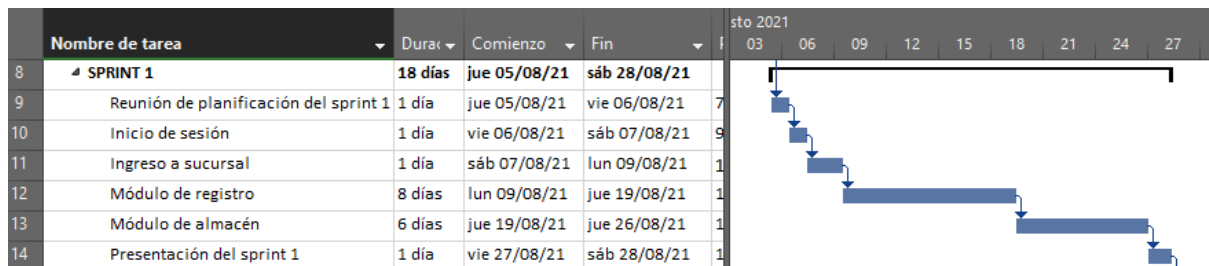 sto 2021
Nombre de tarea Durac Comienzo Fin 03 06 09 12 15 18 21 24 27
8 SPRINT 1 18 días jue 05/08/21 sáb 28/08/21
9 Reunión de planificación del sprint 1 1 día jue 05/08/21 vie 06/08/21 7
10 Inicio de sesión 1 día vie 06/08/21 sáb 07/08/21 9
11 Ingreso a sucursal 1 día sáb 07/08/21 lun 09/08/21 1
12 Módulo de registro 8 días lun 09/08/21 jue 19/08/21 1
13 Módulo de almacén 6 días jue 19/08/21 jue 26/08/21 1
14 Presentación del sprint 1 1 día vie 27/08/21 sáb 28/08/21 1